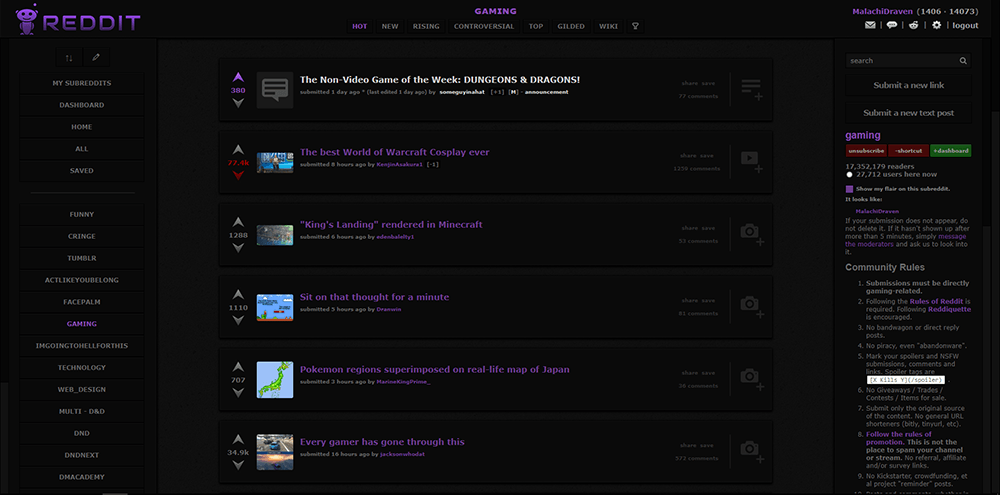 REDDIT
GAMING
HOT NEW RISING CONTROVERSIAL TOP GILDED WIKI
MalachiDraven (1406 · 14073)
| | | | logout
MY SUBREDDITS
DASHBOARD
HOME
ALL
SAVED
FUNNY
CRINGE
TUMBLR
ACTLIKEYOUBELONG
FACEPALM
GAMING
IMGOINGTOHELLFORTHIS
TECHNOLOGY
WEB_DESIGN
MULTI - D&D
DND
DNDNEXT
DMACADEMY
380
The Non-Video Game of the Week: DUNGEONS & DRAGONS!
submitted 1 day ago * (last edited 1 day ago) by someguyinahat [+1] [M] - announcement
share save
77 comments
77.4k
The best World of Warcraft Cosplay ever
submitted 8 hours ago by KenjinAsakura1 [-1]
share save
1259 comments
1288
"King's Landing" rendered in Minecraft
submitted 6 hours ago by edenbalelty1
share save
53 comments
1110
Sit on that thought for a minute
submitted 5 hours ago by Dranwin
share save
81 comments
707
Pokemon regions superimposed on real-life map of Japan
submitted 3 hours ago by MarineKingPrime_
share save
38 comments
34.9k
Every gamer has gone through this
submitted 18 hours ago by jacksonwhodat
share save
572 comments
search
Submit a new link
Submit a new text post
gaming
unsubscribe -shortcut +dashboard
17,352,179 readers
27,712 users here now
Show my flair on this subreddit.
It looks like:
MalachiDraven
If your submission does not appear, do
not delete it. If it hasn't shown up after
more than 5 minutes, simply message
the moderators and ask us to look into
it.
Community Rules
1. Submissions must be directly
gaming-related.
2. Following the Rules of Reddit is
required. Following Rediquette
is encouraged.
3. No bandwagon or direct reply
posts.
4. No piracy, even "abandonware".
5. Mark your spoilers and NSFW
submissions, comments and
links. Spoiler tags are
[X Kills Y](/spoiler)
6. No Giveaways / Trades /
Contests / Items for sale.
7. Submit only the original source
of the content. No general URL
shorteners (bitly, tinyurl, etc).
8. Follow the rules of
promotion. This is not the
place to spam your channel
or stream. No referral, affiliate
and/or survey links.
9. No Kickstarter, crowdfunding, et
al project "reminder" posts.